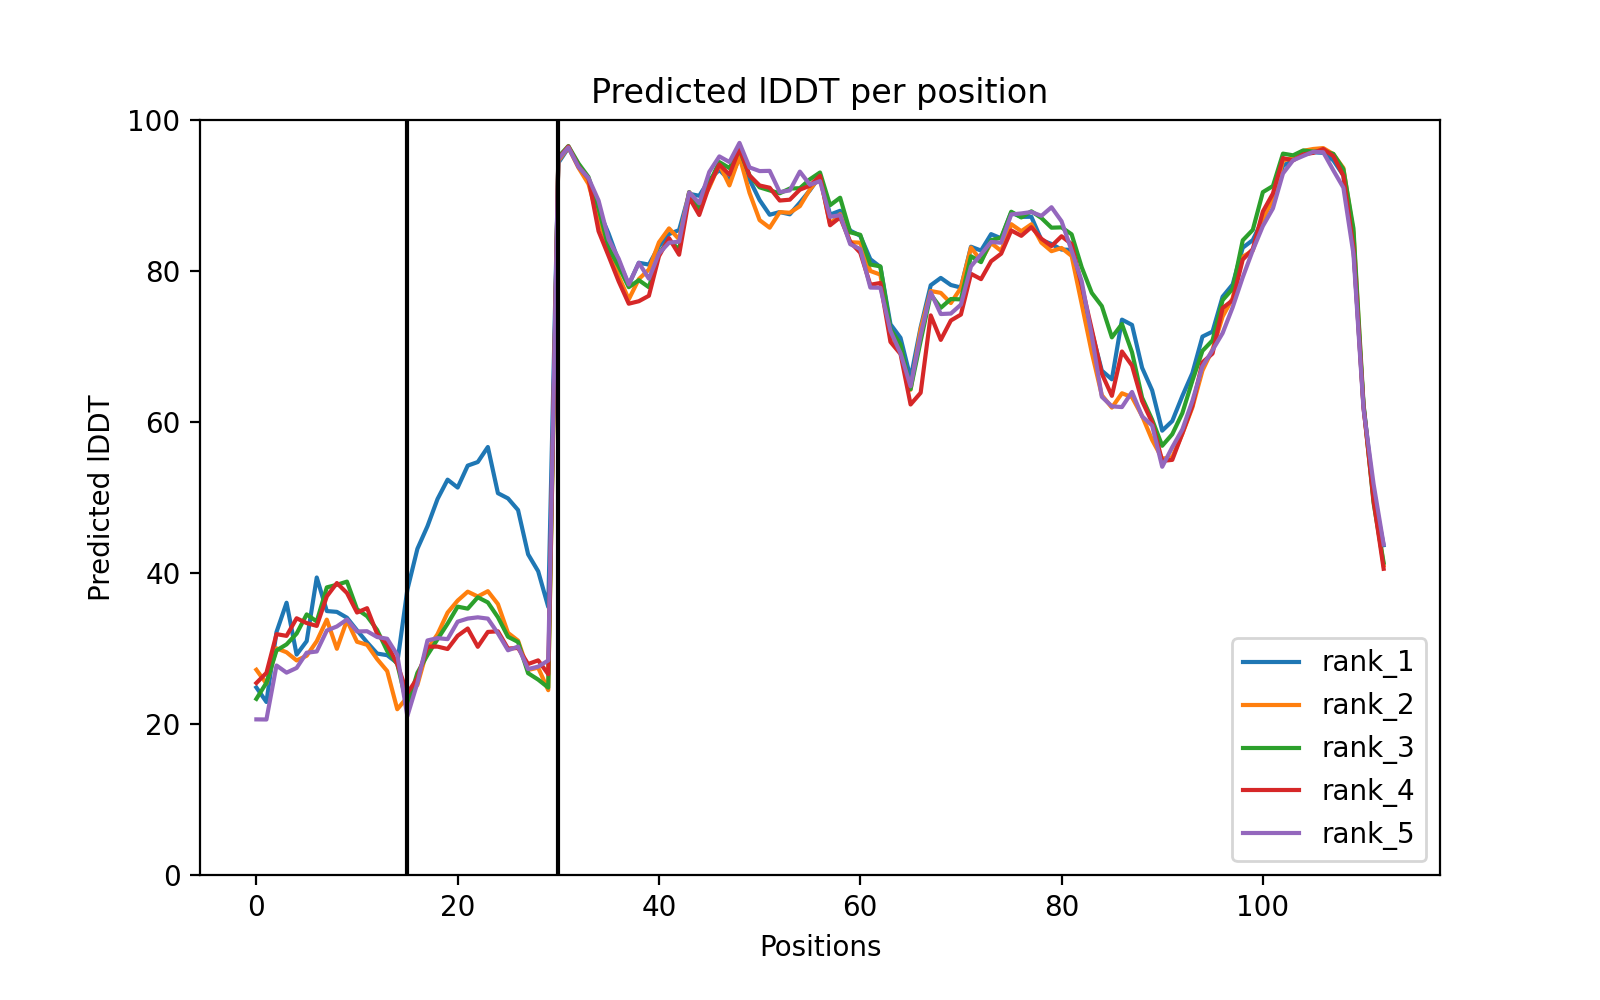 Predicted lDDT per position
100
80
60
40
20
0
Predicted lDDT
0 20 40 60 80 100
Positions
rank_1
rank_2
rank_3
rank_4
rank_5